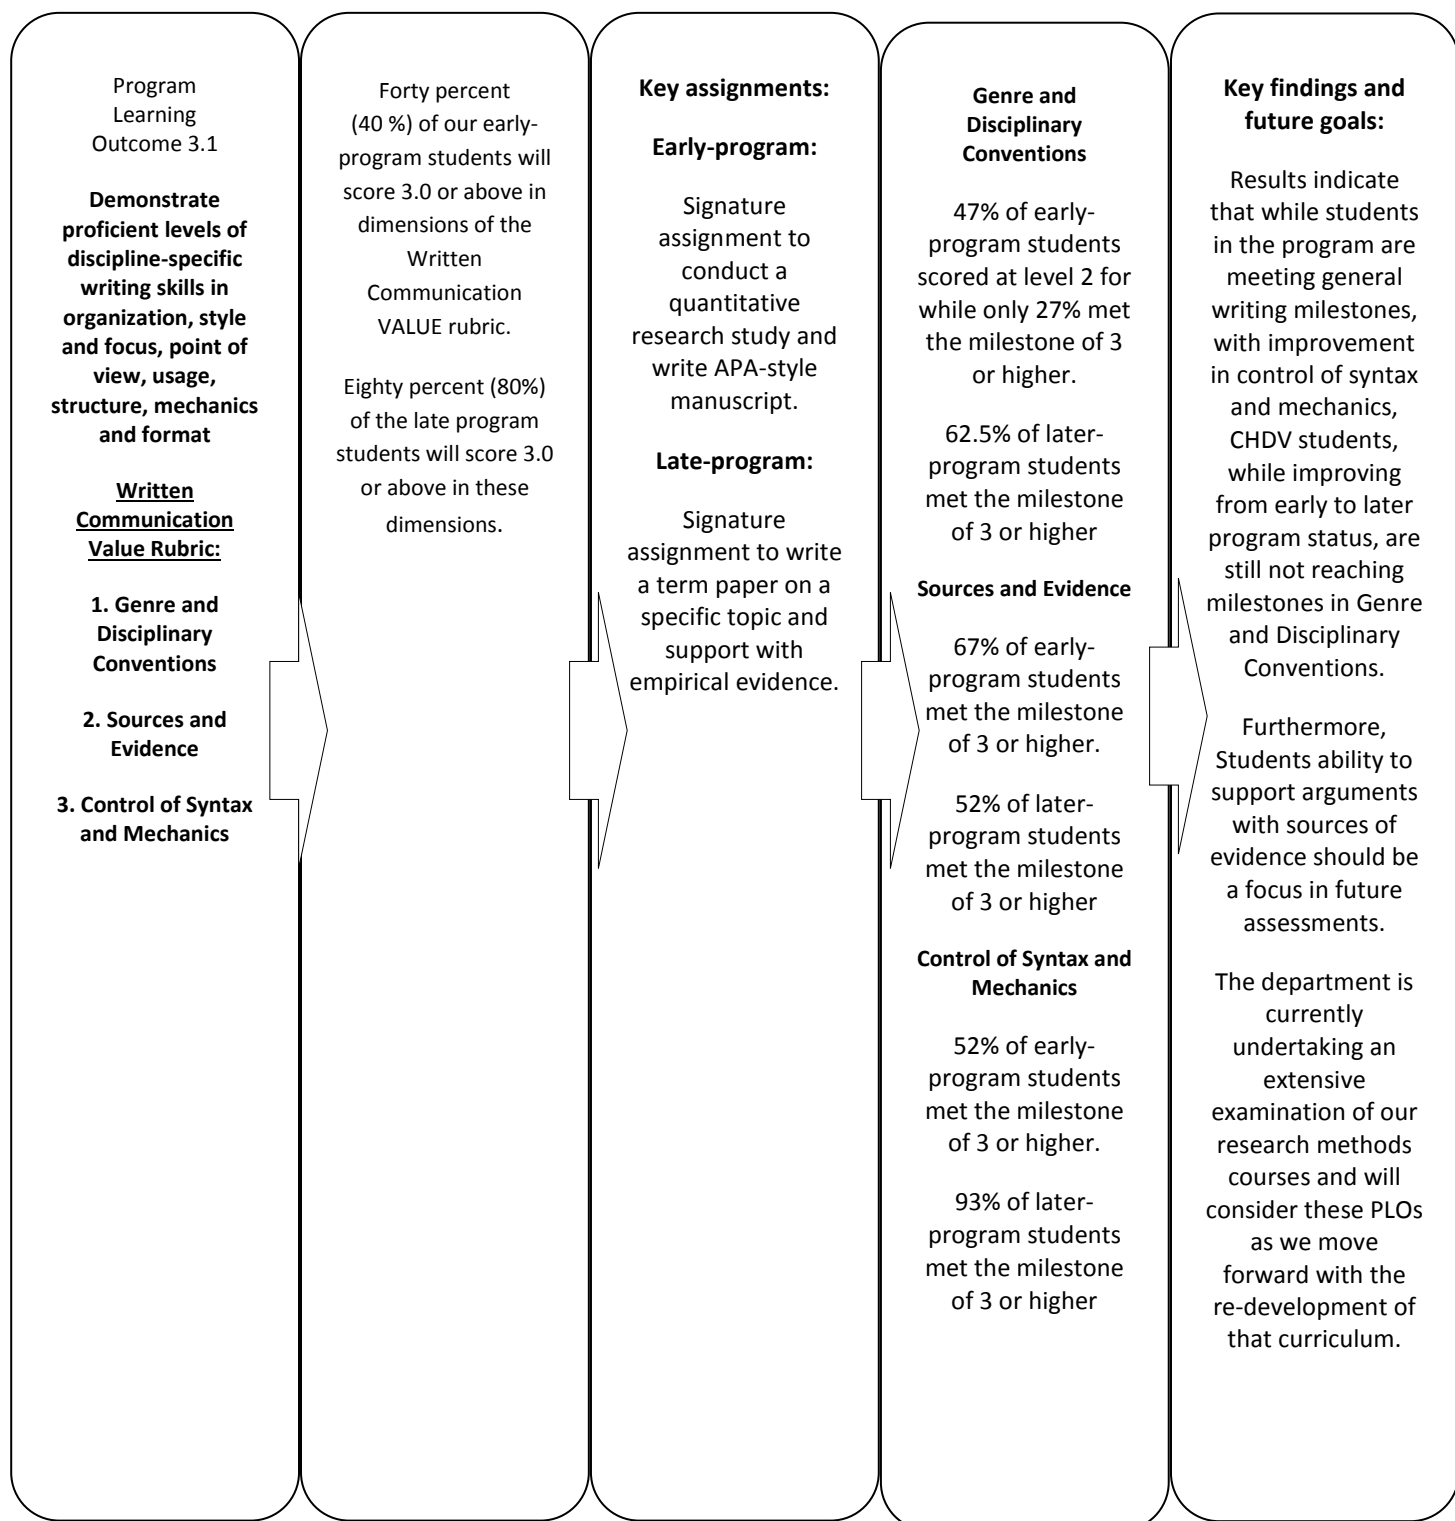 Program
Learning
Outcome 3.1
Demonstrate
proficient levels of
discipline-specific
writing skills in
organization, style
and focus, point of
view, usage,
structure, mechanics
and format
Written
Communication
Value Rubric:
1. Genre and
Disciplinary
Conventions
2. Sources and
Evidence
3. Control of Syntax
and Mechanics
Forty percent
(40 %) of our early-
program students will
score 3.0 or above in
dimensions of the
Written
Communication
VALUE rubric.
Eighty percent (80%)
of the late program
students will score 3.0
or above in these
dimensions.
Key assignments:
Early-program:
Signature
assignment to
conduct a
quantitative
research study and
write APA-style
manuscript.
Late-program:
Signature
assignment to write
a term paper on a
specific topic and
support with
empirical evidence.
Genre and
Disciplinary
Conventions
47% of early-
program students
scored at level 2 for
while only 27% met
the milestone of 3
or higher.
62.5% of later-
program students
met the milestone
of 3 or higher
Sources and Evidence
67% of early-
program students
met the milestone
of 3 or higher.
52% of later-
program students
met the milestone
of 3 or higher
Control of Syntax and
Mechanics
52% of early-
program students
met the milestone
of 3 or higher.
93% of later-
program students
met the milestone
of 3 or higher
Key findings and
future goals:
Results indicate
that while students
in the program are
meeting general
writing milestones,
with improvement
in control of syntax
and mechanics,
CHDV students,
while improving
from early to later
program status, are
still not reaching
milestones in Genre
and Disciplinary
Conventions.
Furthermore,
Students ability to
support arguments
with sources of
evidence should be
a focus in future
assessments.
The department is
currently
undertaking an
extensive
examination of our
research methods
courses and will
consider these PLOs
as we move
forward with the
re-development of
that curriculum.